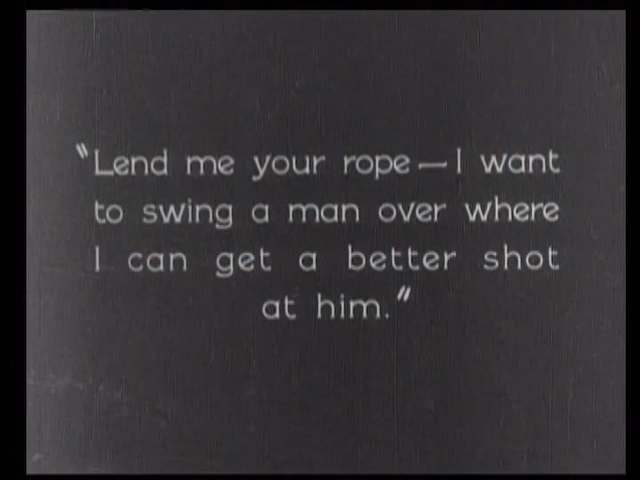 "Lend me your rope — I want
to swing a man over where
I can get a better shot
at him."